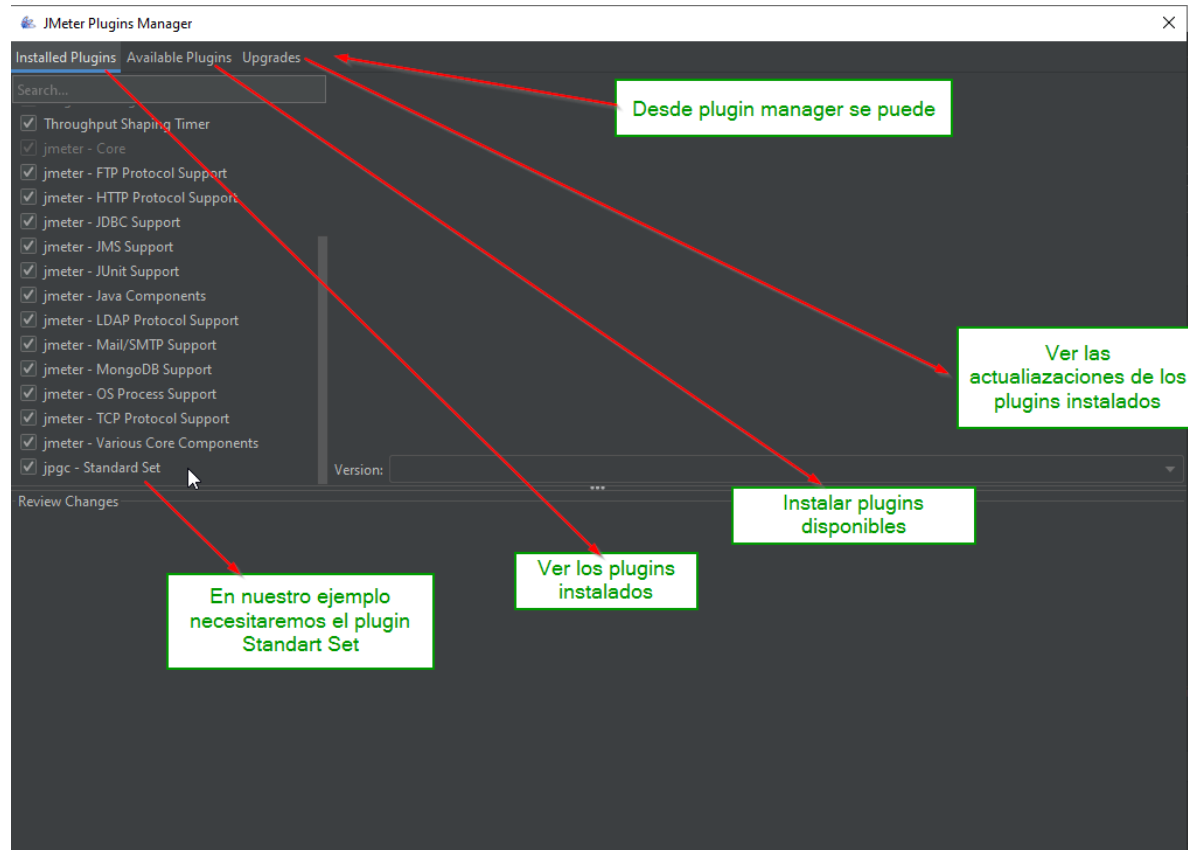 JMeter Plugins Manager
Installed Plugins Available Plugins Upgrades
Search...
Desde plugin manager se puede
Throughput Shaping Timer
jmeter - Core
jmeter - FTP Protocol Support
jmeter - HTTP Protocol Support
jmeter - JDBC Support
jmeter - JMS Support
jmeter - JUnit Support
jmeter - Java Components
jmeter - LDAP Protocol Support
jmeter - Mail/SMTP Support
jmeter - MongoDB Support
jmeter - OS Process Support
jmeter - TCP Protocol Support
jmeter - Various Core Components
jpgc - Standard Set
Ver las
actualiazaciones de los
plugins instalados
Version:
Review Changes
Instalar plugins
disponibles
Ver los plugins
instalados
En nuestro ejemplo
necesitaremos el plugin
Standart Set